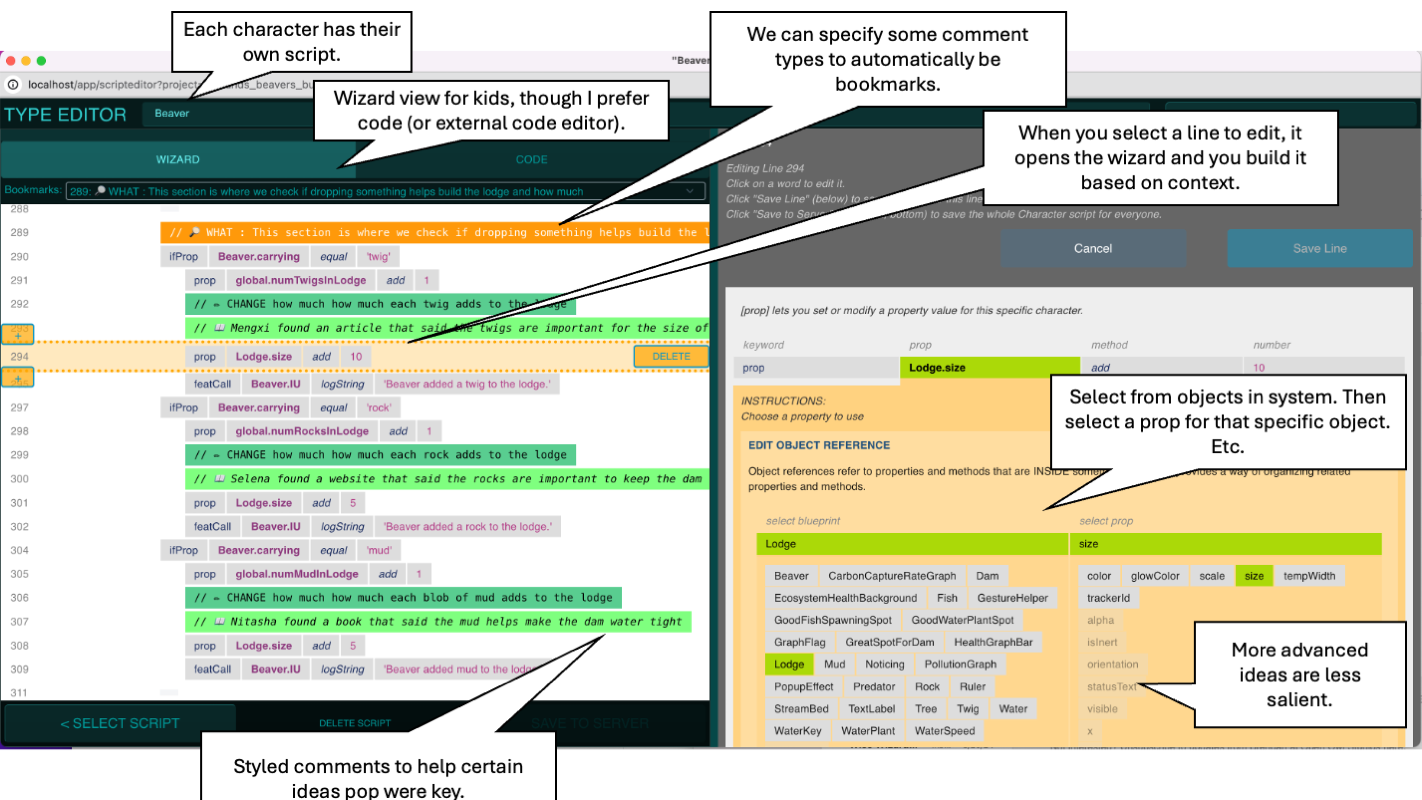 Each character has their
own script.
We can specify some comment
types to automatically be
bookmarks.
"Beaver
localhost/app/scripteditor?project
nds_beavers_bu
Wizard view for kids, though I prefer
code (or external code editor).
When you select a line to edit, it
opens the wizard and you build it
based on context.
TYPE EDITOR Beaver
WIZARD CODE
Bookmarks: 289: 🔎 WHAT : This section is where we check if dropping something helps build the lodge and how much
288
289 // 🔎 WHAT : This section is where we check if dropping something helps build the l
290 ifProp Beaver.carrying equal 'twig'
291 prop global.numTwigsInLodge add 1
292 // ✏ CHANGE how much how much each twig adds to the lodge
293 // 📖 Mengxi found an article that said the twigs are important for the size of
+
294 prop Lodge.size add 10 DELETE
+
featCall Beaver.IU logString 'Beaver added a twig to the lodge.'
297 ifProp Beaver.carrying equal 'rock'
298 prop global.numRocksInLodge add 1
299 // ✏ CHANGE how much how much each rock adds to the lodge
300 // 📖 Selena found a website that said the rocks are important to keep the dam
301 prop Lodge.size add 5
302 featCall Beaver.IU logString 'Beaver added a rock to the lodge.'
304 ifProp Beaver.carrying equal 'mud'
305 prop global.numMudInLodge add 1
306 // ✏ CHANGE how much how much each blob of mud adds to the lodge
307 // 📖 Nitasha found a book that said the mud helps make the dam water tight
308 prop Lodge.size add 5
309 featCall Beaver.IU logString 'Beaver added mud to the lodg
311
< SELECT SCRIPT DELETE SCRIPT SAVE TO SERVER
Styled comments to help certain
ideas pop were key.
Editing Line 294
Click on a word to edit it.
Click "Save Line" (below) to sa this line
Click "Save to Serve bottom) to save the whole Character script for everyone.
Cancel Save Line
[prop] lets you set or modify a property value for this specific character.
keyword prop method number
prop Lodge.size add 10
INSTRUCTIONS:
Choose a property to use
Select from objects in system. Then
select a prop for that specific object.
Etc.
EDIT OBJECT REFERENCE
Object references refer to properties and methods that are INSIDE some ovides a way of organizing related
properties and methods.
select blueprint select prop
Lodge size
Beaver CarbonCaptureRateGraph Dam
EcosystemHealthBackground Fish GestureHelper
GoodFishSpawningSpot GoodWaterPlantSpot
GraphFlag GreatSpotForDam HealthGraphBar
Lodge Mud Noticing PollutionGraph
PopupEffect Predator Rock Ruler
StreamBed TextLabel Tree Twig Water
WaterKey WaterPlant WaterSpeed
color glowColor scale size tempWidth
trackerId
alpha
isInert
orientation
statusText
visible
x
More advanced
ideas are less
salient.